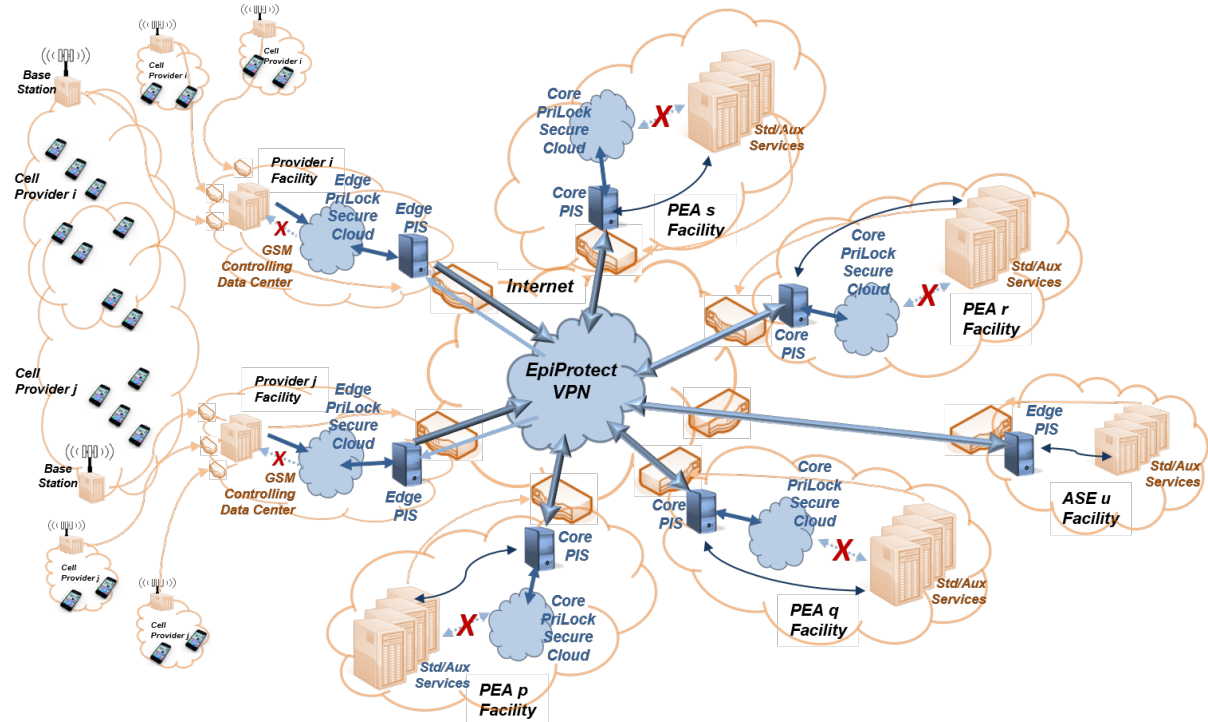 Base
Station
Cell
Provider i
Cell
Provider i
Cell
Provider i
Cell
Provider j
Base
Station
Cell
Provider j
Cell
Provider j
Provider i
Facility
Edge
PriLock
Secure
Cloud
Edge
PIS
GSM
Controlling
Data Center
Provider j
Facility
Edge
PriLock
Secure
Cloud
Edge
PIS
GSM
Controlling
Data Center
Internet
EpiProtect
VPN
Core
PriLock
Secure
Cloud
Core
PIS
Std/Aux
Services
PEA s
Facility
Core
PriLock
Secure
Cloud
Core
PIS
Std/Aux
Services
PEA r
Facility
Edge
PIS
Std/Aux
Services
ASE u
Facility
Core
PIS
Core
PriLock
Secure
Cloud
Std/Aux
Services
PEA q
Facility
Core
PIS
Core
PriLock
Secure
Cloud
Std/Aux
Services
PEA p
Facility
X
X
X
X
X
X